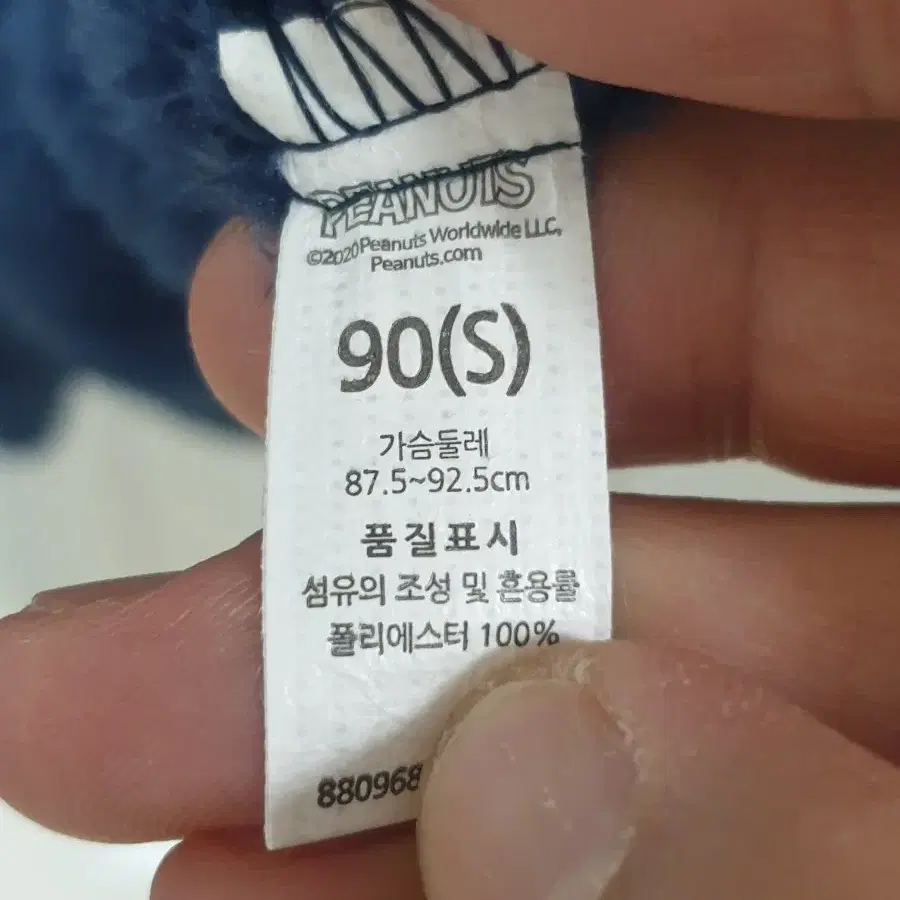 PEANUTS
©2020 Peanuts Worldwide LLC,
Peanuts.com
90(S)
가슴둘레
87.5~92.5cm
품질표시
섬유의 조성 및 혼용률
폴리에스터 100%
880968